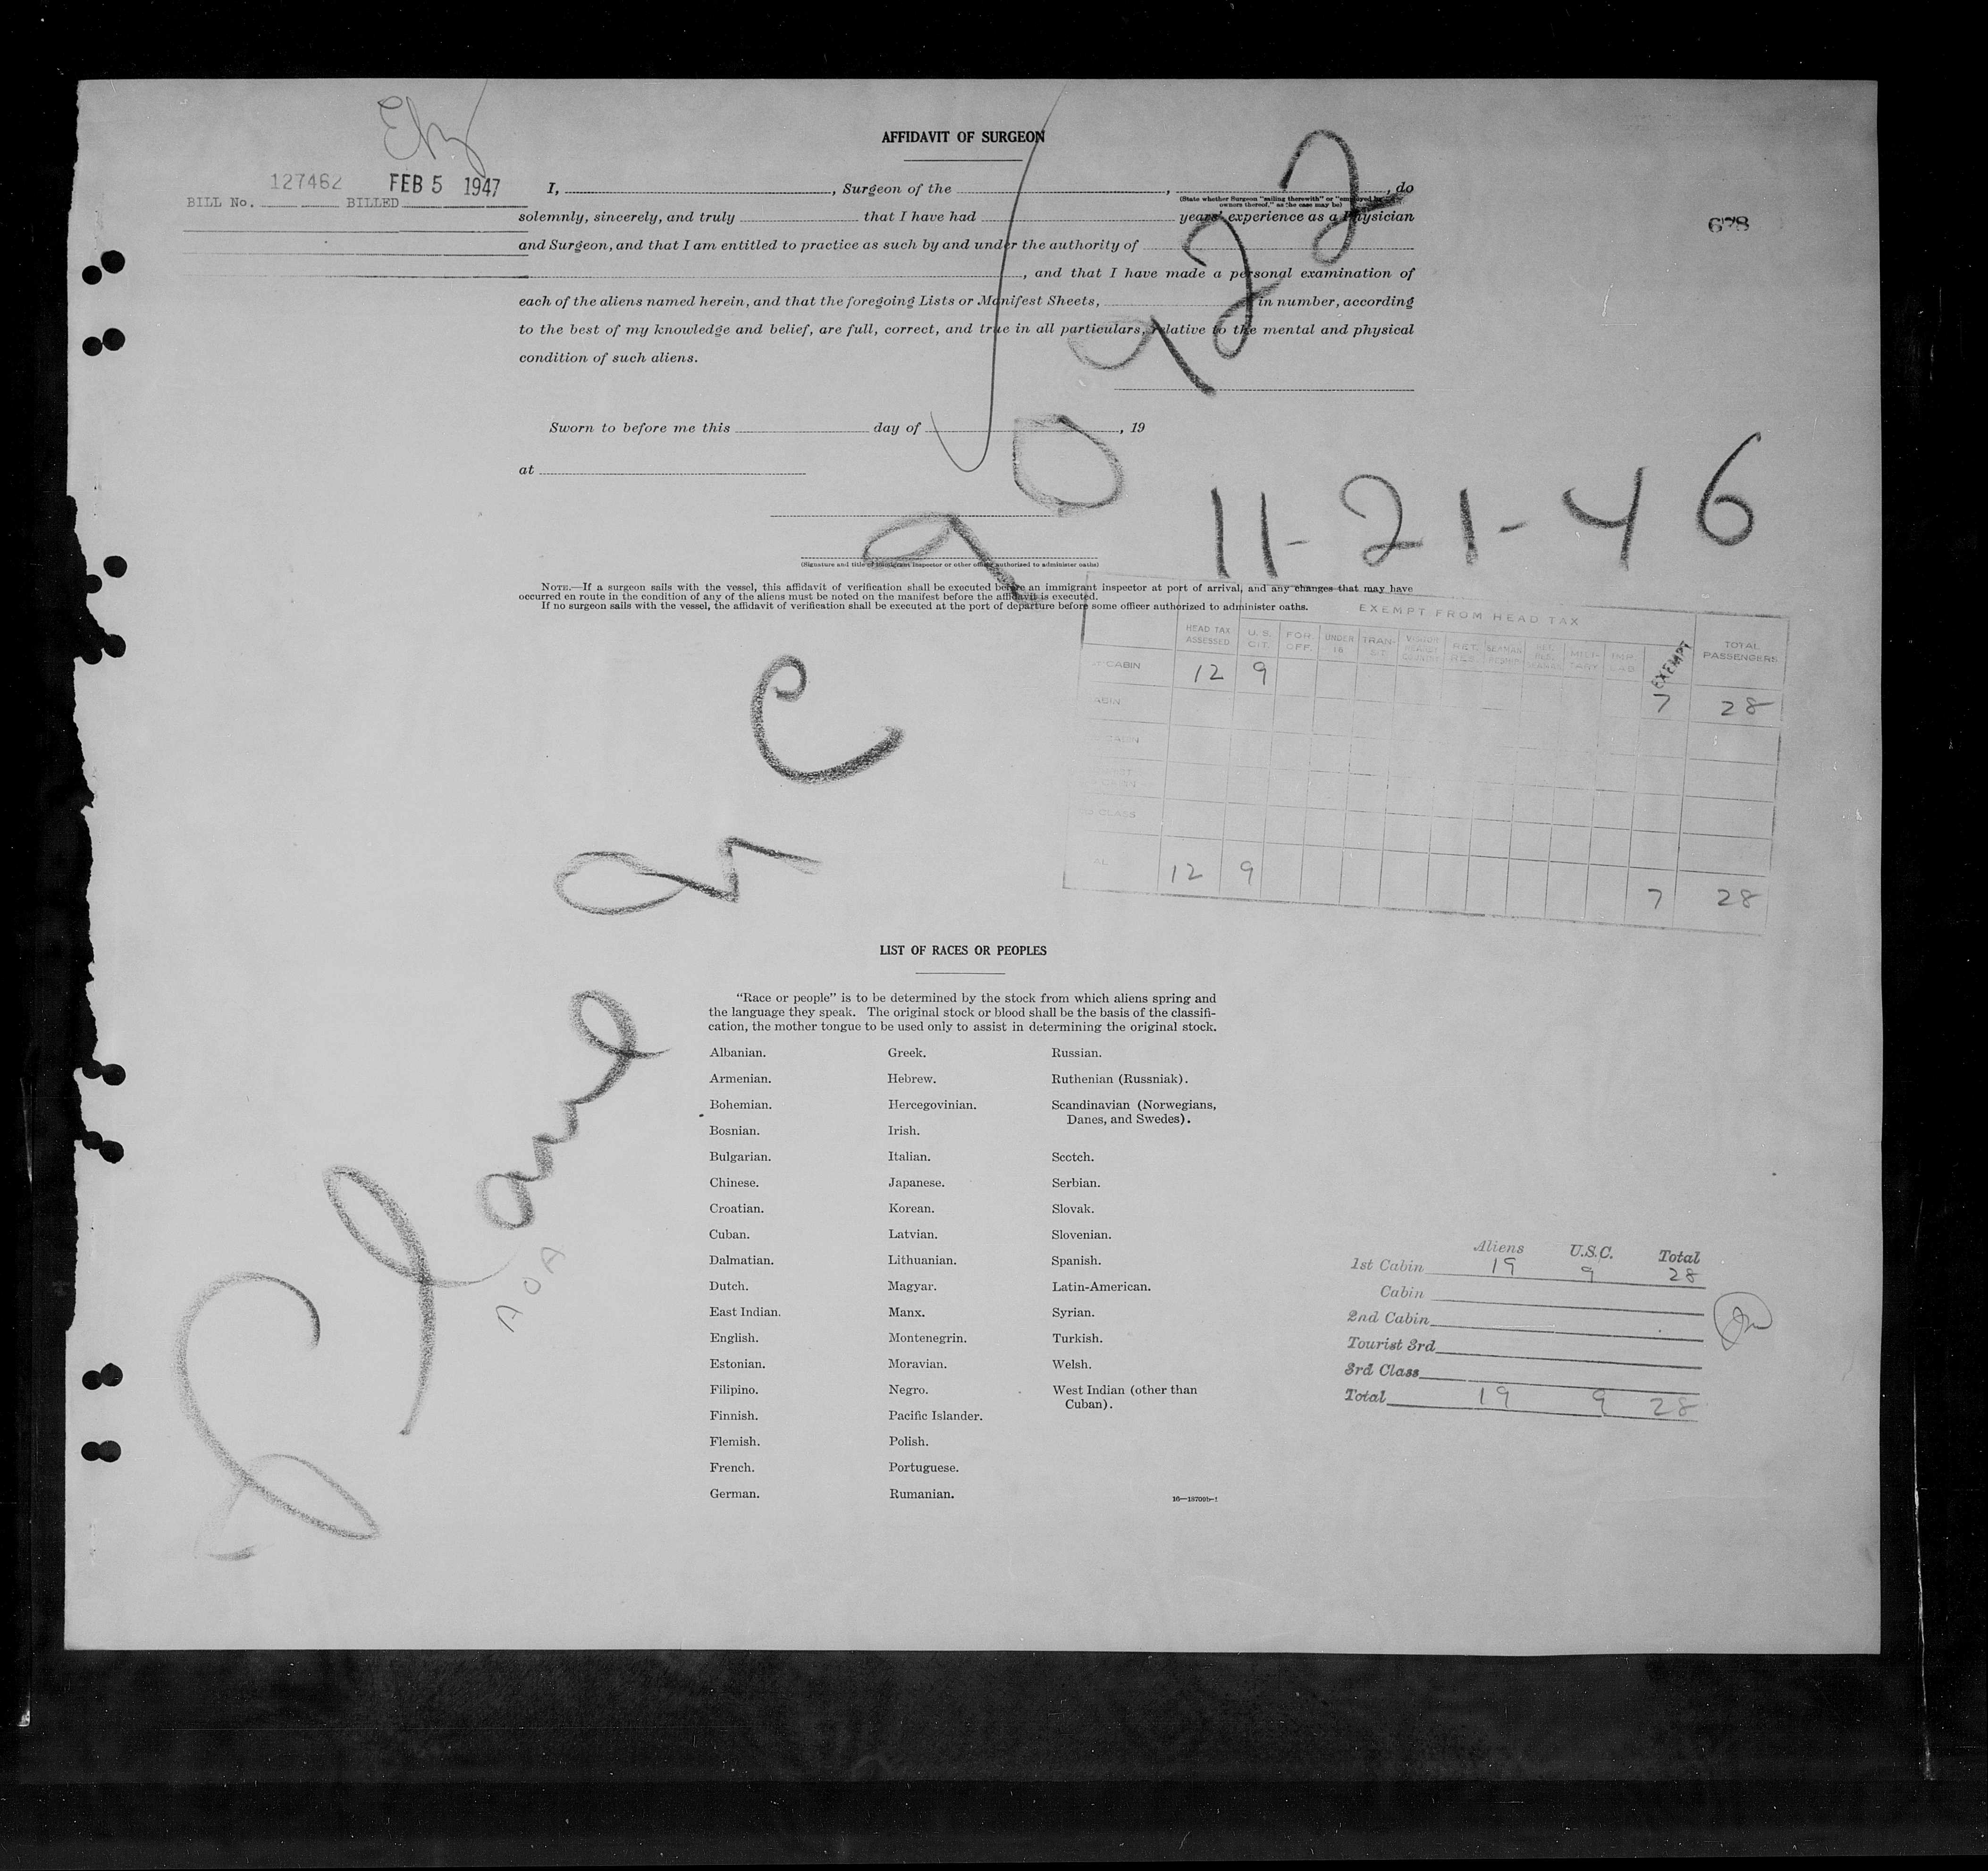 AFFIDAVIT OF SURGEON
BILL No. 127462 BILLED FEB 5 1947
678
I, , Surgeon of the , , do
(State whether Surgeon "sailing therewith" or "employed by owners thereof," as the case may be)
solemnly, sincerely, and truly that I have had years' experience as a Physician
and Surgeon, and that I am entitled to practice as such by and under the authority of
, and that I have made a personal examination of
each of the aliens named herein, and that the foregoing Lists or Manifest Sheets, in number, according
to the best of my knowledge and belief, are full, correct, and true in all particulars, relative to the mental and physical
condition of such aliens.
Sworn to before me this day of , 19
at
(Signature and title of immigrant inspector or other officer authorized to administer oaths)
NOTE.—If a surgeon sails with the vessel, this affidavit of verification shall be executed before an immigrant inspector at port of arrival, and any changes that may have
occurred en route in the condition of any of the aliens must be noted on the manifest before the affidavit is executed.
If no surgeon sails with the vessel, the affidavit of verification shall be executed at the port of departure before some officer authorized to administer oaths.
Plane N C 90922
11-21-46
AOA
EXEMPT FROM HEAD TAX
HEAD TAX ASSESSED U. S. CIT. FOR. OFF. UNDER 16 TRAN-SIT EXEMPT TOTAL PASSENGERS
CABIN 12 9
7 28
CLASS
12 9 7 28
LIST OF RACES OR PEOPLES
"Race or people" is to be determined by the stock from which aliens spring and
the language they speak. The original stock or blood shall be the basis of the classifi-
cation, the mother tongue to be used only to assist in determining the original stock.
Albanian. Greek. Russian.
Armenian. Hebrew. Ruthenian (Russniak).
Bohemian. Hercegovinian. Scandinavian (Norwegians,
Danes, and Swedes).
Bosnian. Irish.
Bulgarian. Italian. Scotch.
Chinese. Japanese. Serbian.
Croatian. Korean. Slovak.
Cuban. Latvian. Slovenian.
Dalmatian. Lithuanian. Spanish.
Dutch. Magyar. Latin-American.
East Indian. Manx. Syrian.
English. Montenegrin. Turkish.
Estonian. Moravian. Welsh.
Filipino. Negro. West Indian (other than
Cuban).
Finnish. Pacific Islander.
Flemish. Polish.
French. Portuguese.
German. Rumanian.
16—18709b-1
Aliens U.S.C. Total
1st Cabin 19 9 28
Cabin
2nd Cabin
Tourist 3rd
3rd Class
Total 19 9 28